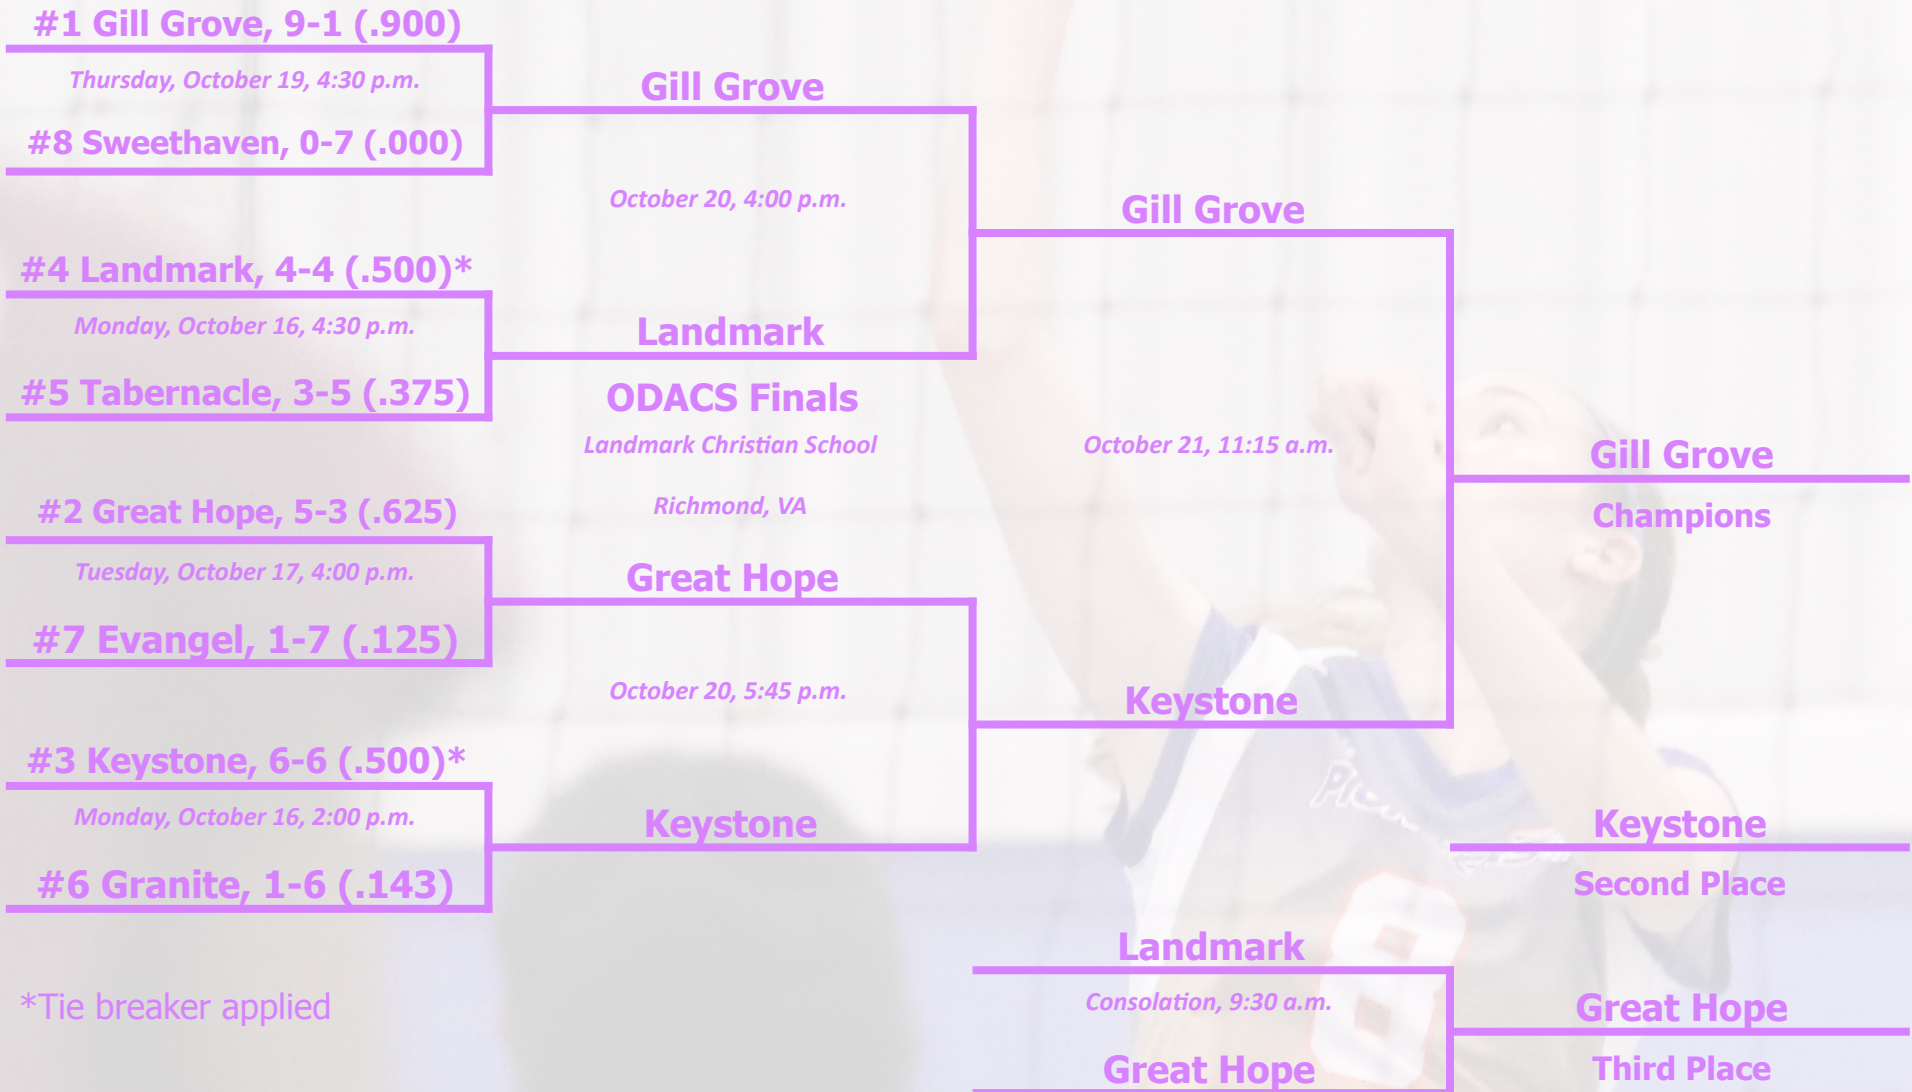 #1 Gill Grove, 9-1 (.900)
Thursday, October 19, 4:30 p.m.
#8 Sweethaven, 0-7 (.000)
Gill Grove
October 20, 4:00 p.m.
#4 Landmark, 4-4 (.500)*
Monday, October 16, 4:30 p.m.
#5 Tabernacle, 3-5 (.375)
Landmark
Gill Grove
ODACS Finals
Landmark Christian School
Richmond, VA
October 21, 11:15 a.m.
Gill Grove
Champions
#2 Great Hope, 5-3 (.625)
Tuesday, October 17, 4:00 p.m.
#7 Evangel, 1-7 (.125)
Great Hope
October 20, 5:45 p.m.
#3 Keystone, 6-6 (.500)*
Monday, October 16, 2:00 p.m.
#6 Granite, 1-6 (.143)
Keystone
Keystone
Keystone
Second Place
Landmark
Consolation, 9:30 a.m.
Great Hope
Great Hope
Third Place
*Tie breaker applied
8